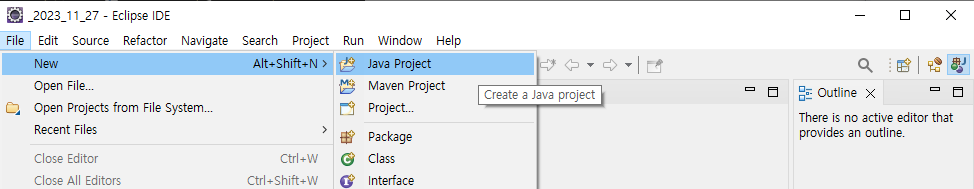 _2023_11_27 - Eclipse IDE
File Edit Source Refactor Navigate Search Project Run Window Help
New Alt+Shift+N >
Open File...
Open Projects from File System...
Recent Files >
Close Editor Ctrl+W
Close All Editors Ctrl+Shift+W
Java Project
Maven Project
Project...
Package
Class
Interface
Create a Java project
Outline
There is no active editor that
provides an outline.